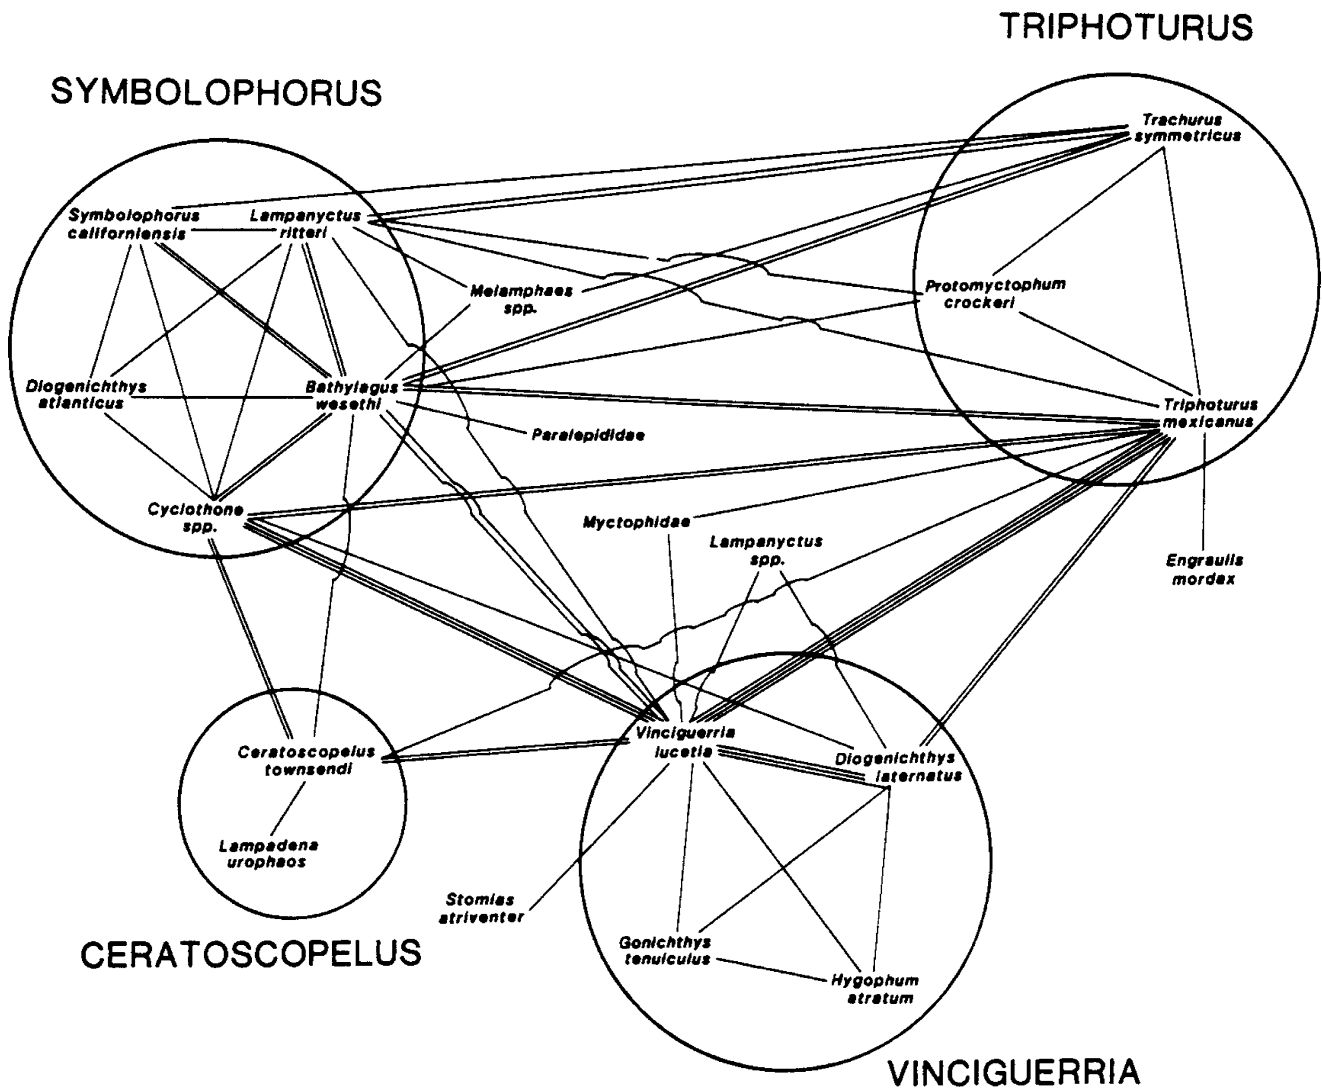 TRIPHOTURUS
SYMBOLOPHORUS
Trachurus
symmetricus
Symbolophorus
californiensis
Lampanyctus
ritteri
Melamphaes
spp.
Protomyctophum
crockeri
Diogenichthys
atlanticus
Bathylagus
wesethi
Triphoturus
mexicanus
Paralepididae
Cyclothone
spp.
Myctophidae
Lampanyctus
spp.
Engraulis
mordax
Ceratoscopelus
townsendi
Vinciguerria
lucetia
Diogenichthys
laternatus
Lampadena
urophaos
Stomias
atriventer
CERATOSCOPELUS
Gonichthys
tenuiculus
Hygophum
atratum
VINCIGUERRIA